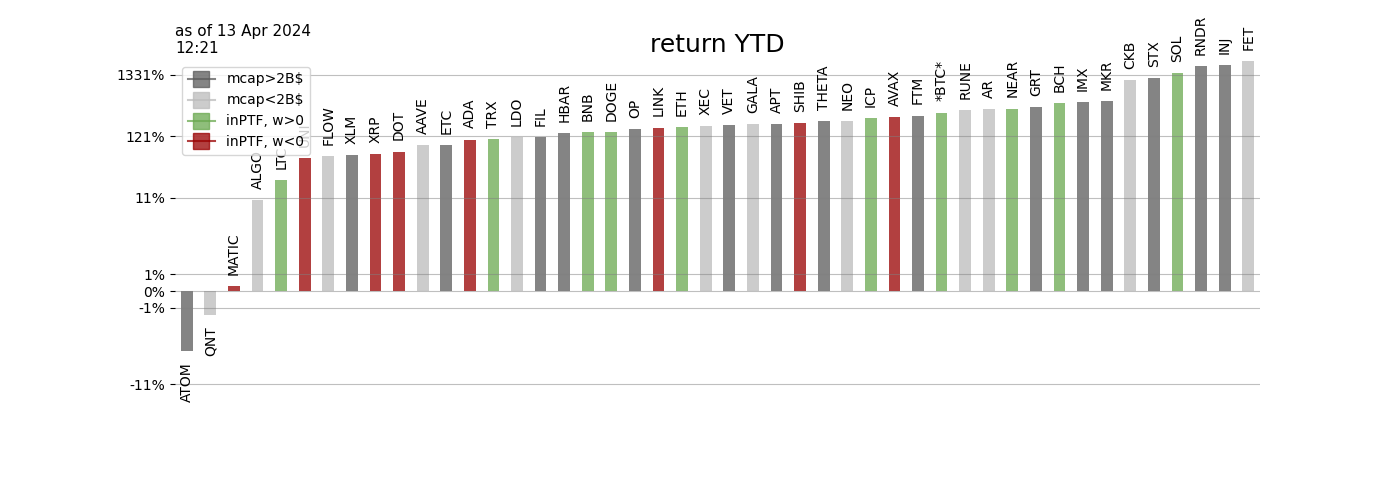 as of 13 Apr 2024
12:21
return YTD
mcap>2B$
mcap<2B$
inPTF, w>0
inPTF, w<0
1331%
121%
11%
1%
0%
-1%
-11%
ATOM
QNT
MATIC
ALGO
LTC
UNI
FLOW
XLM
XRP
DOT
AAVE
ETC
ADA
TRX
LDO
FIL
HBAR
BNB
DOGE
OP
LINK
ETH
XEC
VET
GALA
APT
SHIB
THETA
NEO
ICP
AVAX
FTM
*BTC*
RUNE
AR
NEAR
GRT
BCH
IMX
MKR
CKB
STX
SOL
RNDR
INJ
FET